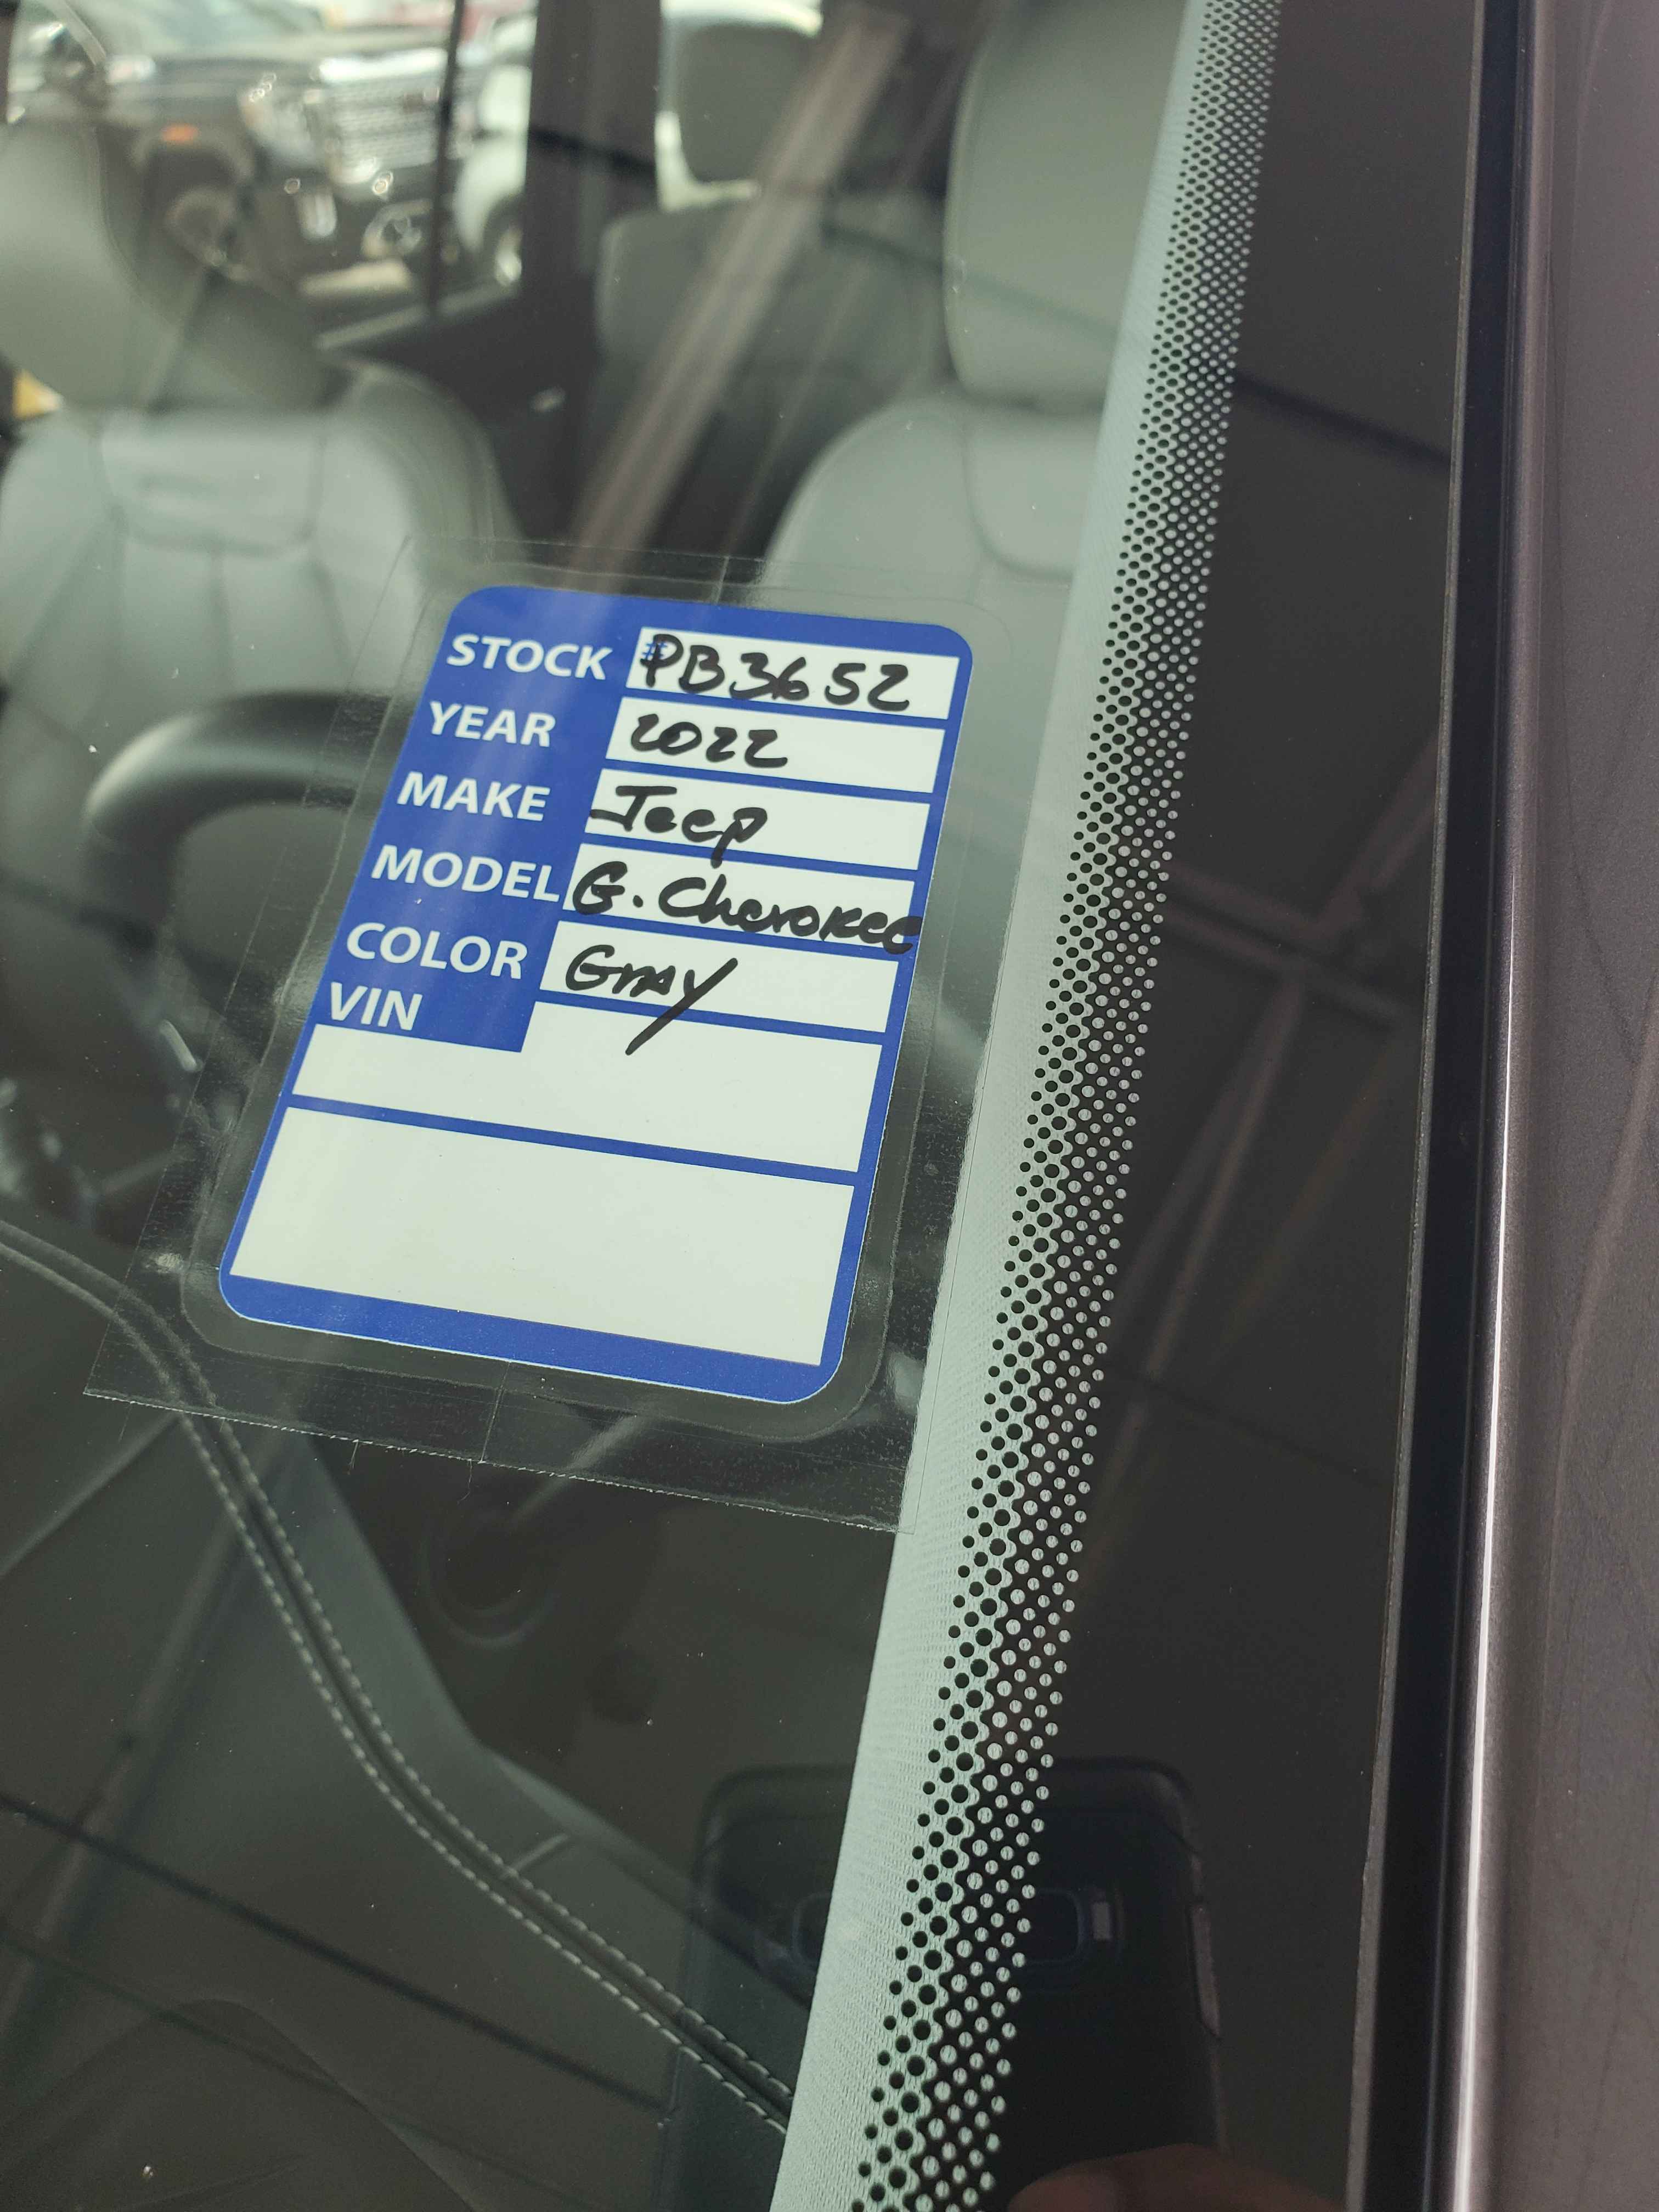 STOCK #PB3652
YEAR 2022
MAKE Jeep
MODEL G. Cherokee
COLOR Gray
VIN